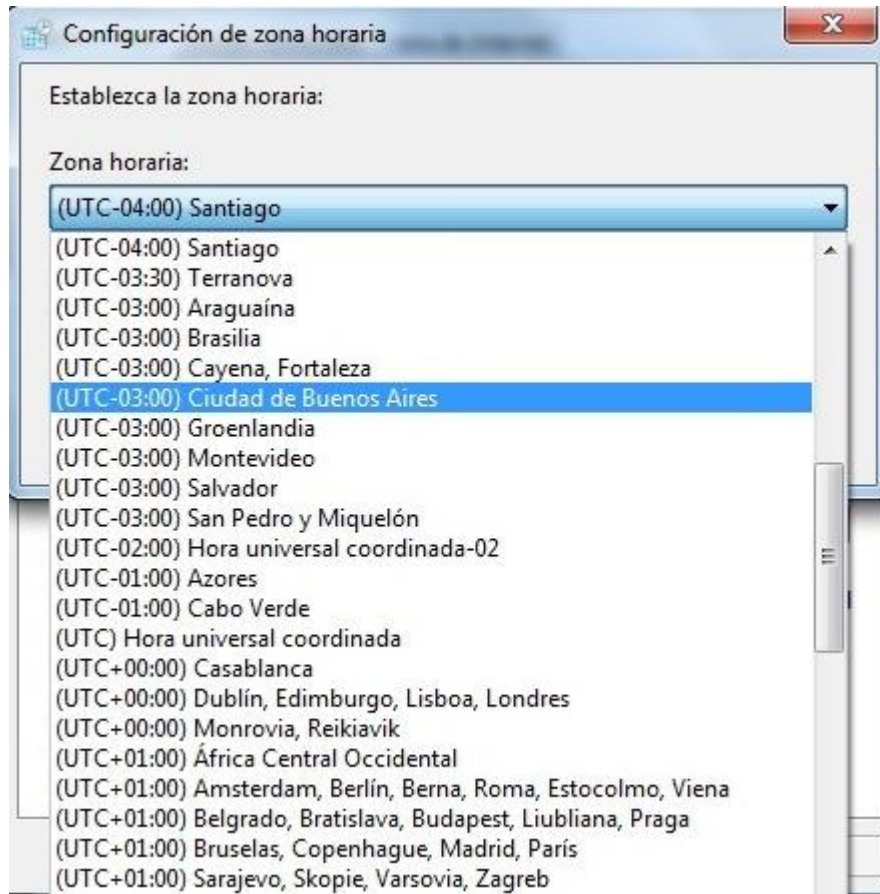 Configuración de zona horaria
Establezca la zona horaria:
Zona horaria:
(UTC-04:00) Santiago
(UTC-04:00) Santiago
(UTC-03:30) Terranova
(UTC-03:00) Araguaína
(UTC-03:00) Brasilia
(UTC-03:00) Cayena, Fortaleza
(UTC-03:00) Ciudad de Buenos Aires
(UTC-03:00) Groenlandia
(UTC-03:00) Montevideo
(UTC-03:00) Salvador
(UTC-03:00) San Pedro y Miquelón
(UTC-02:00) Hora universal coordinada-02
(UTC-01:00) Azores
(UTC-01:00) Cabo Verde
(UTC) Hora universal coordinada
(UTC+00:00) Casablanca
(UTC+00:00) Dublín, Edimburgo, Lisboa, Londres
(UTC+00:00) Monrovia, Reikiavik
(UTC+01:00) África Central Occidental
(UTC+01:00) Amsterdam, Berlín, Berna, Roma, Estocolmo, Viena
(UTC+01:00) Belgrado, Bratislava, Budapest, Liubliana, Praga
(UTC+01:00) Bruselas, Copenhague, Madrid, París
(UTC+01:00) Sarajevo, Skopie, Varsovia, Zagreb